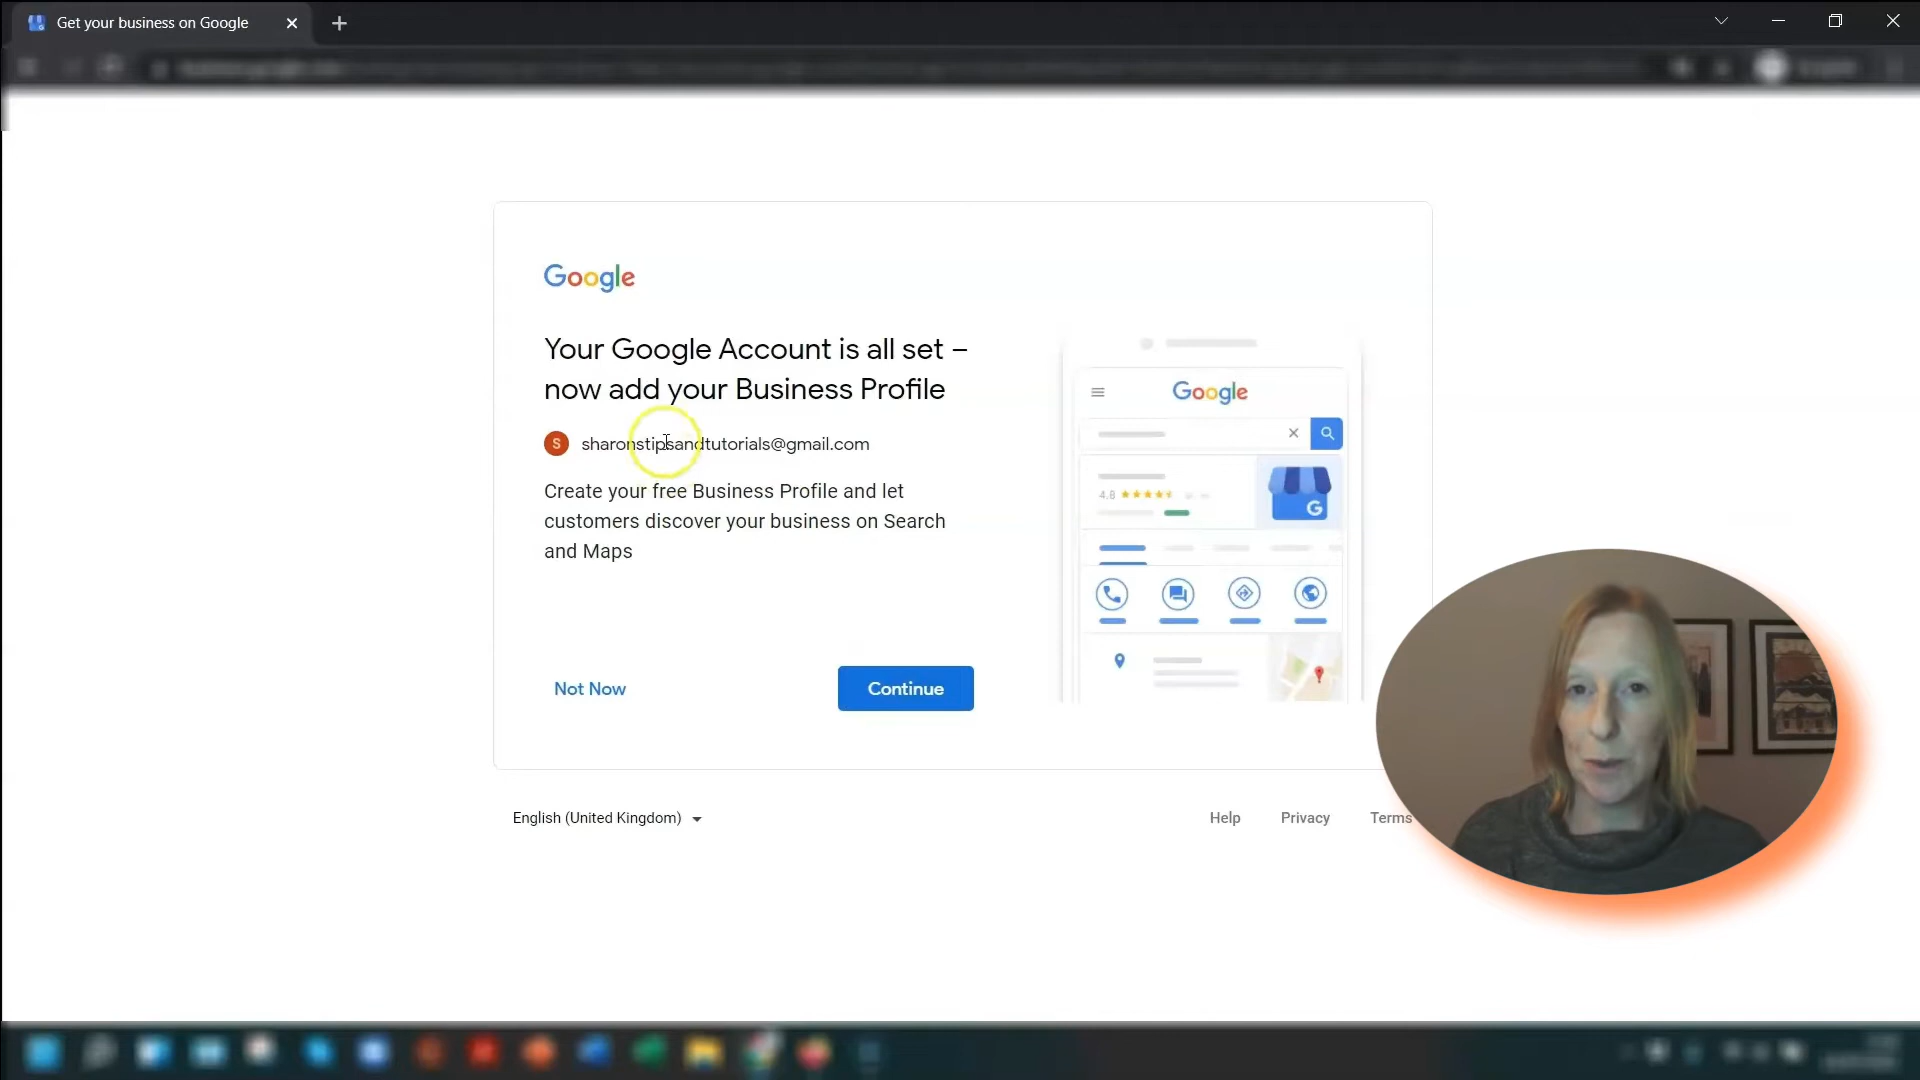 Get your business on Google
Google
Your Google Account is all set –
now add your Business Profile
S sharonstipsandtutorials@gmail.com
Create your free Business Profile and let
customers discover your business on Search
and Maps
Not Now
Continue
Google
4.8
G
English (United Kingdom)
Help
Privacy
Terms